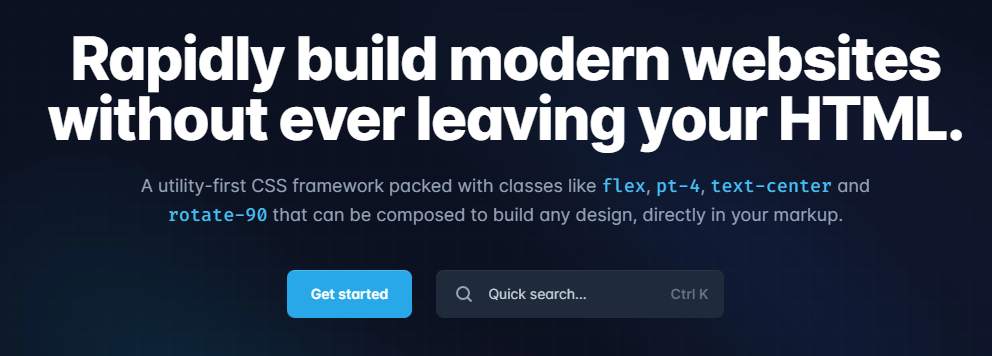 Rapidly build modern websites
without ever leaving your HTML.
A utility-first CSS framework packed with classes like flex, pt-4, text-center and
rotate-90 that can be composed to build any design, directly in your markup.
Get started
Quick search...
Ctrl K